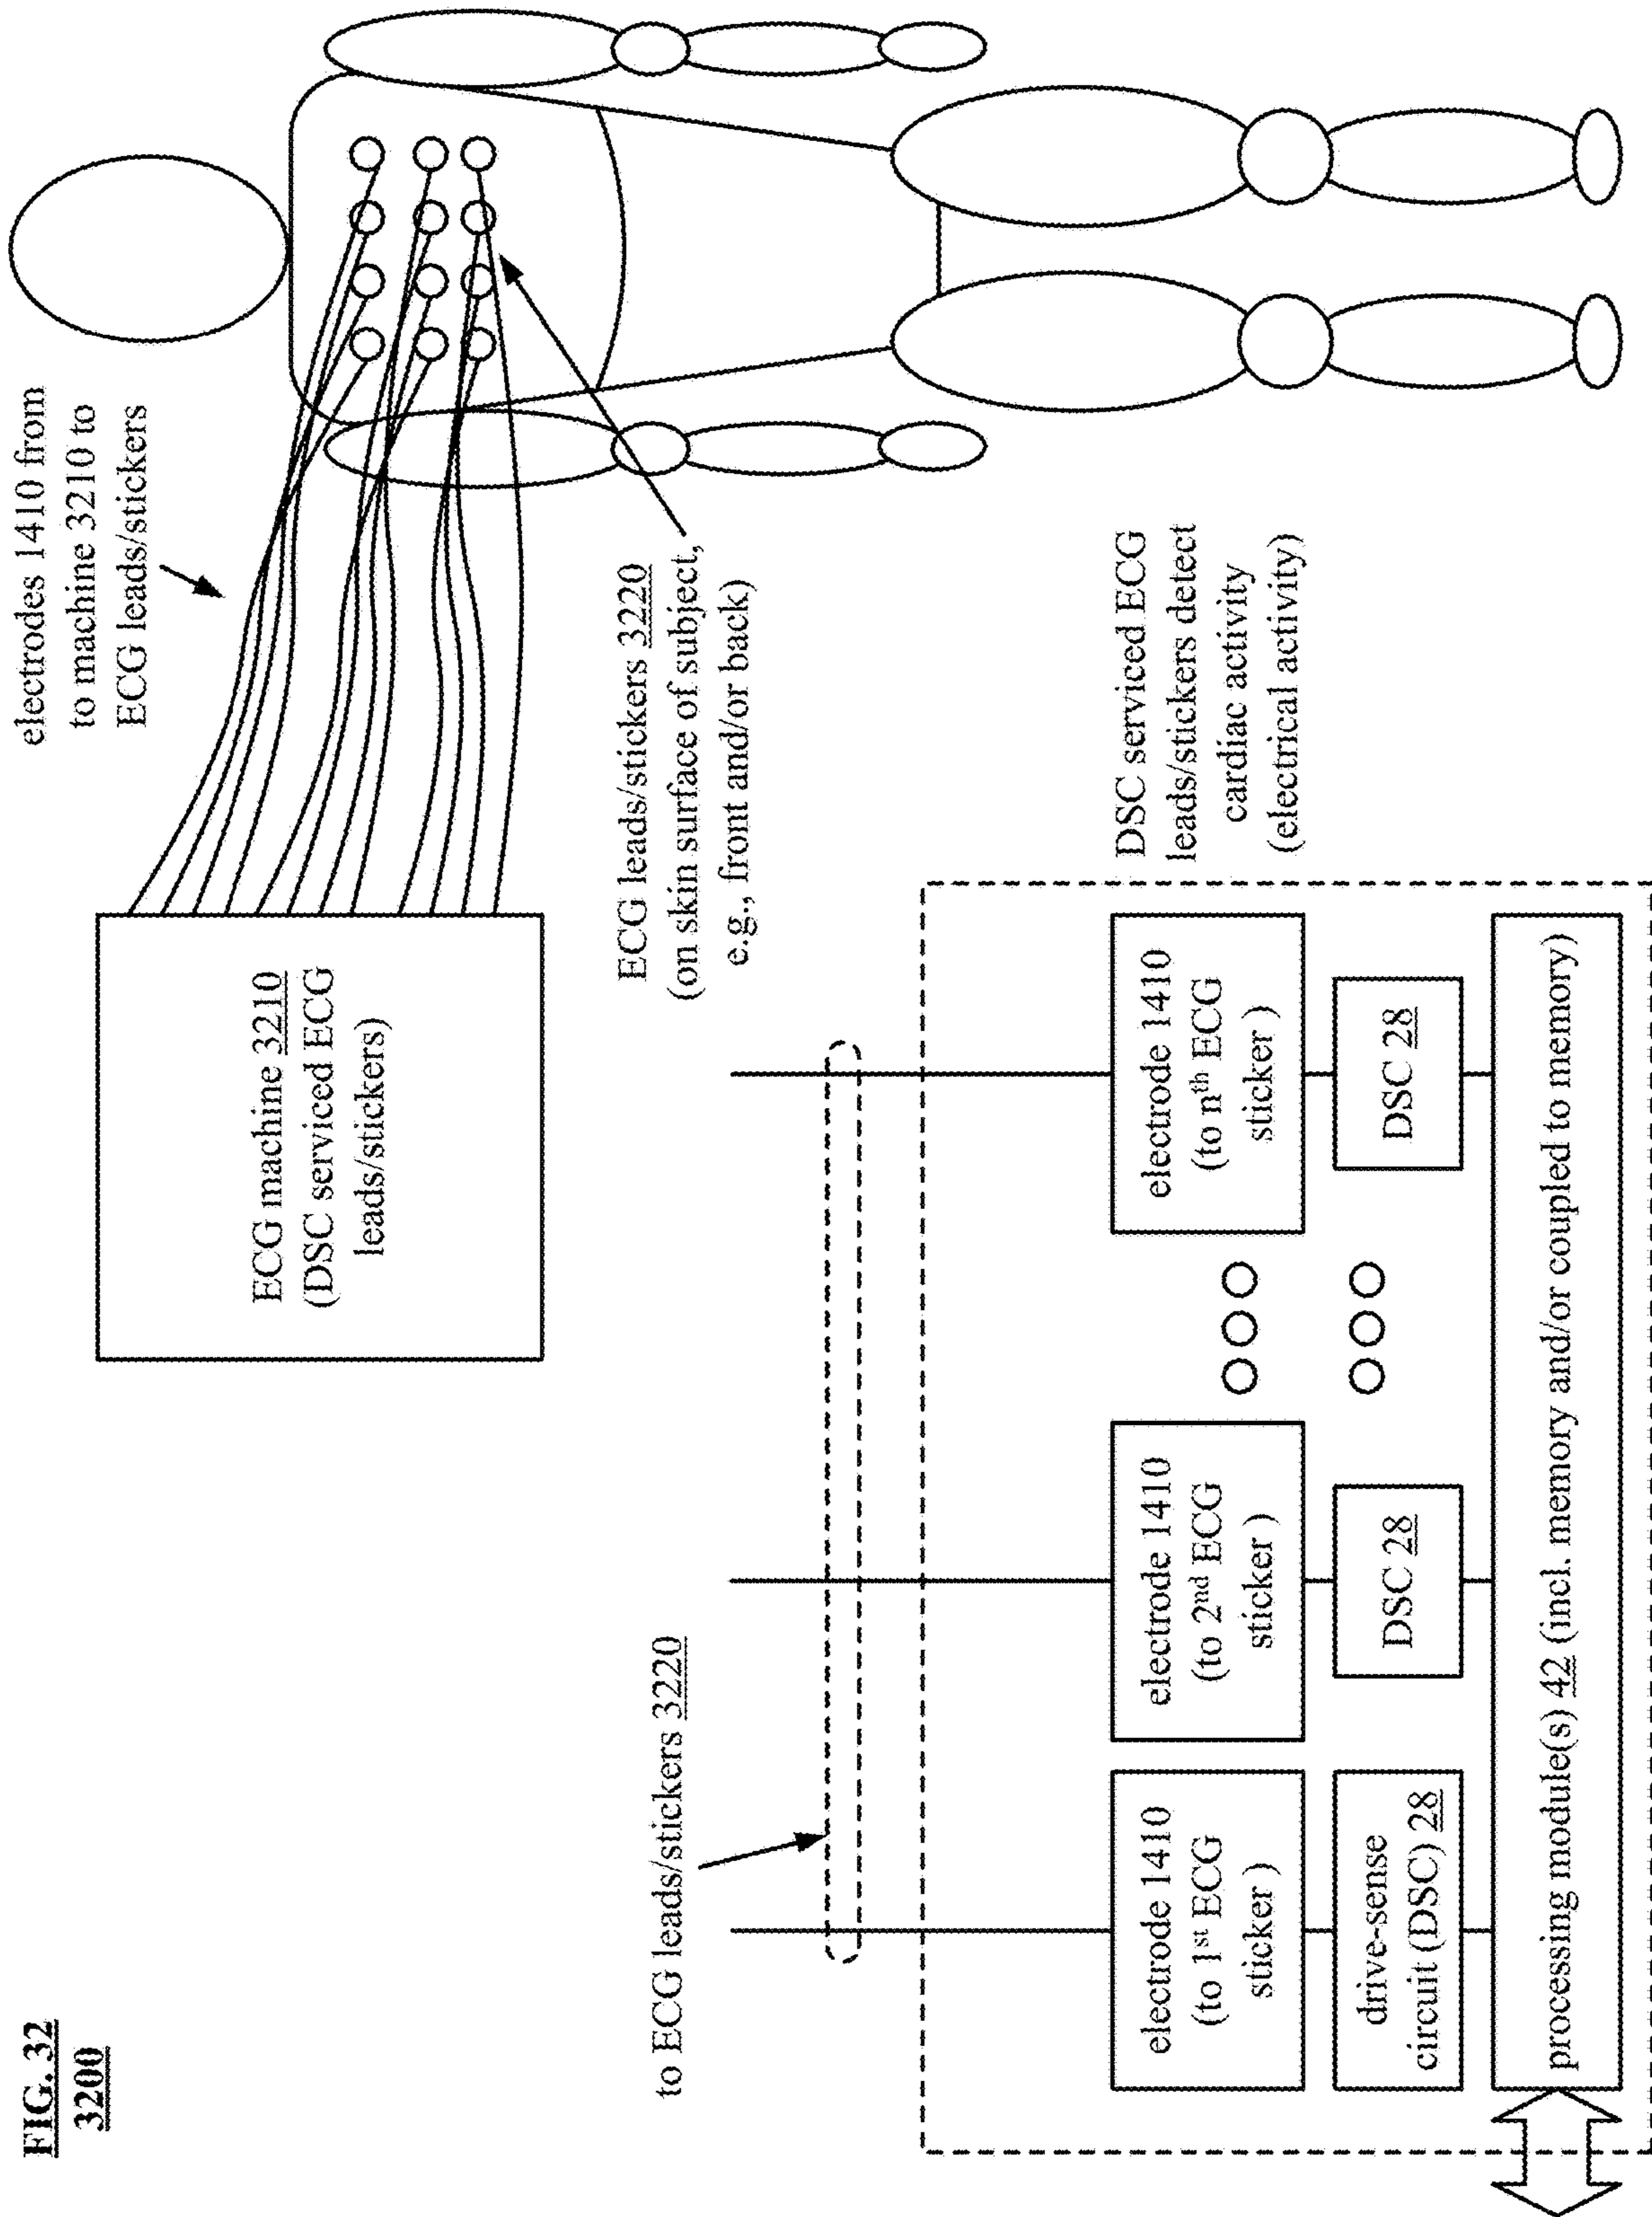 FIG. 32
3200
electrodes 1410 from
to machine 3210 to
ECG leads/stickers
ECG machine 3210
(DSC serviced ECG
leads/stickers)
ECG leads/stickers 3220
(on skin surface of subject,
e.g., front and/or back)
to ECG leads/stickers 3220
DSC serviced ECG
leads/stickers detect
cardiac activity
(electrical activity)
electrode 1410
(to 1st ECG
sticker )
electrode 1410
(to 2nd ECG
sticker )
electrode 1410
(to nth ECG
sticker )
drive-sense
circuit (DSC) 28
DSC 28
DSC 28
processing module(s) 42 (incl. memory and/or coupled to memory)